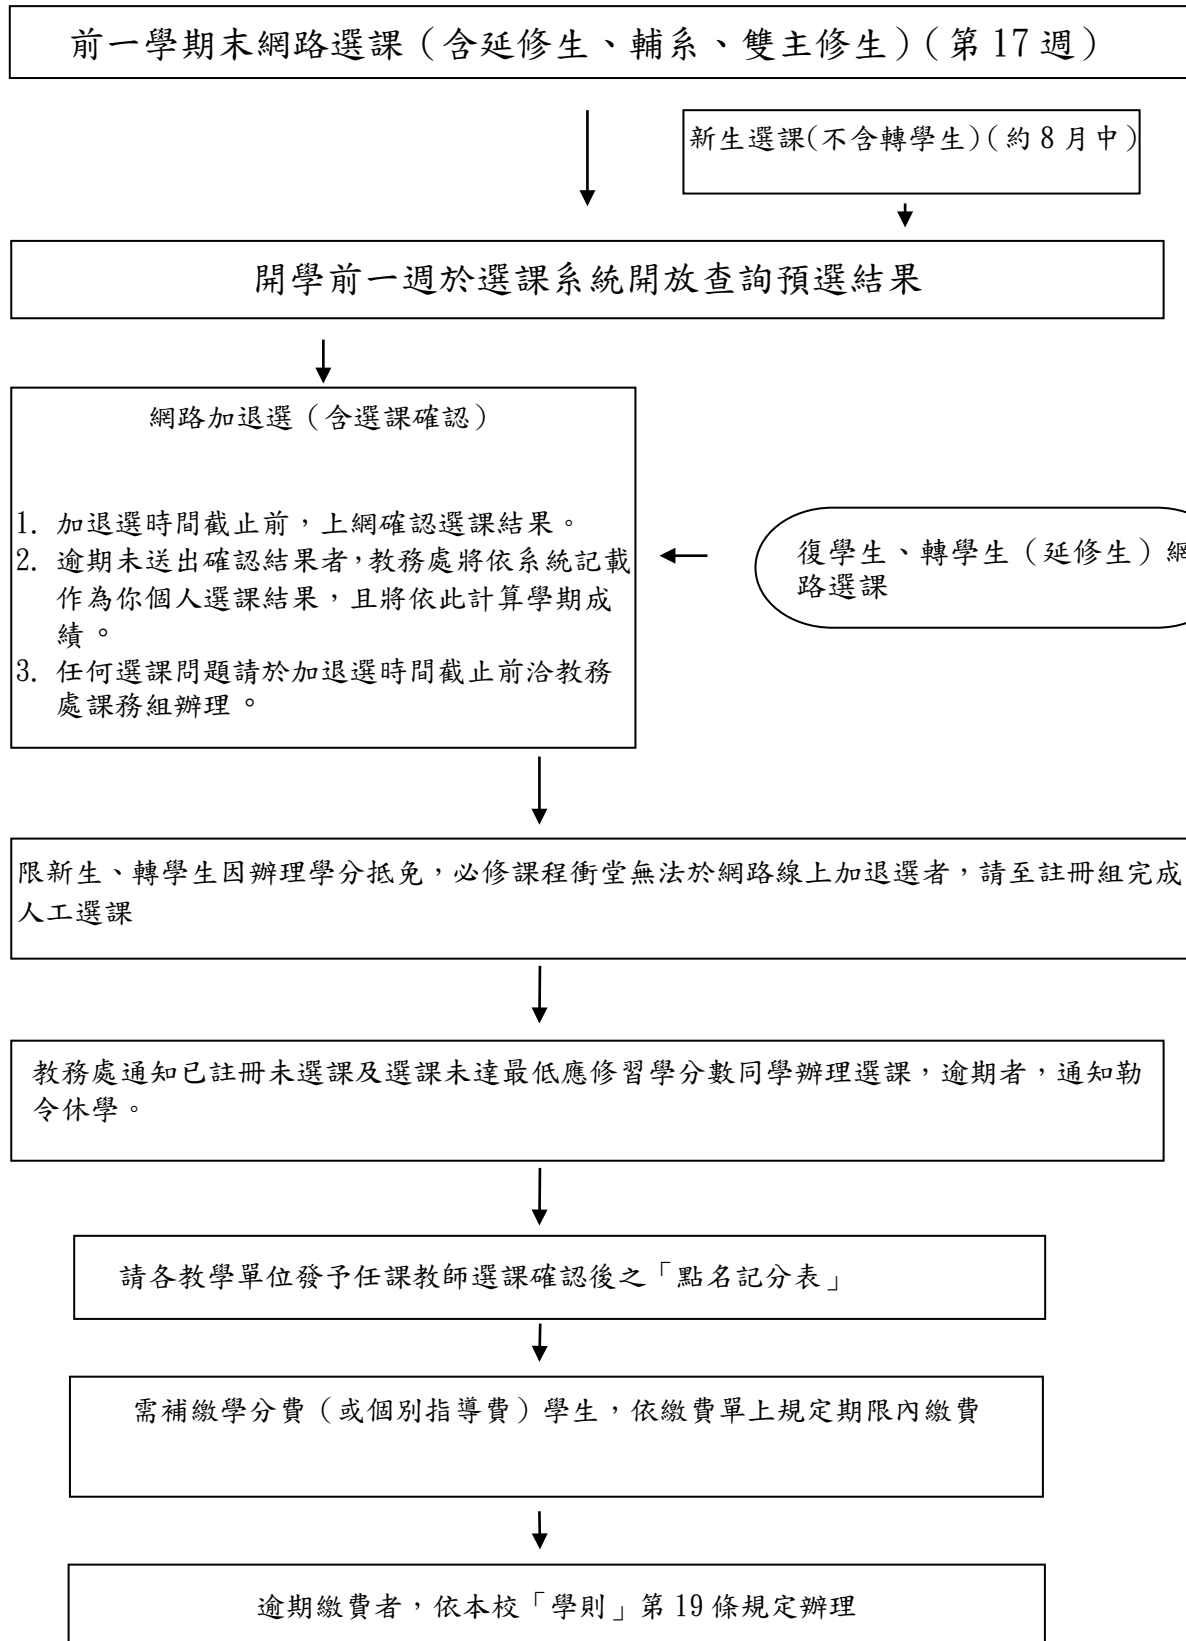 前一學期末網路選課（含延修生、輔系、雙主修生）（第 17 週）
新生選課(不含轉學生)（約 8 月中）
開學前一週於選課系統開放查詢預選結果
網路加退選（含選課確認）
1. 加退選時間截止前，上網確認選課結果。
2. 逾期未送出確認結果者，教務處將依系統記載
作為你個人選課結果，且將依此計算學期成
績。
3. 任何選課問題請於加退選時間截止前洽教務
處課務組辦理。
復學生、轉學生（延修生）網
路選課
限新生、轉學生因辦理學分抵免，必修課程衝堂無法於網路線上加退選者，請至註冊組完成
人工選課
教務處通知已註冊未選課及選課未達最低應修習學分數同學辦理選課，逾期者，通知勒
令休學。
請各教學單位發予任課教師選課確認後之「點名記分表」
需補繳學分費（或個別指導費）學生，依繳費單上規定期限內繳費
逾期繳費者，依本校「學則」第 19 條規定辦理